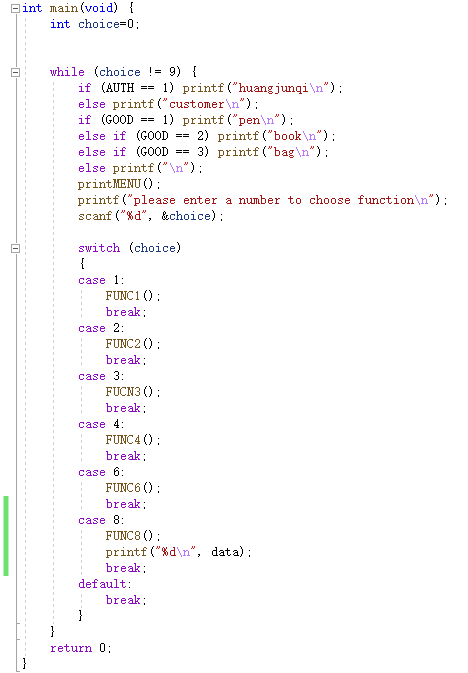 int main(void) {
    int choice=0;
    while (choice != 9) {
        if (AUTH == 1) printf("huangjunqi\n");
        else printf("customer\n");
        if (GOOD == 1) printf("pen\n");
        else if (GOOD == 2) printf("book\n");
        else if (GOOD == 3) printf("bag\n");
        else printf("\n");
        printMENU();
        printf("please enter a number to choose function\n");
        scanf("%d", &choice);
        switch (choice)
        {
        case 1:
            FUNC1();
            break;
        case 2:
            FUNC2();
            break;
        case 3:
            FUCN3();
            break;
        case 4:
            FUNC4();
            break;
        case 6:
            FUNC6();
            break;
        case 8:
            FUNC8();
            printf("%d\n", data);
            break;
        default:
            break;
        }
    }
    return 0;
}